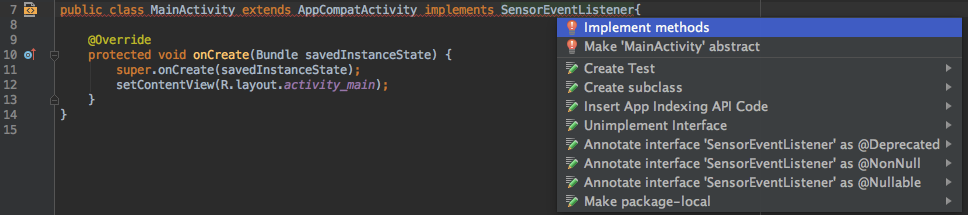 7 public class MainActivity extends AppCompatActivity implements SensorEventListener{
8
9 @Override
10 protected void onCreate(Bundle savedInstanceState) {
11 super.onCreate(savedInstanceState);
12 setContentView(R.layout.activity_main);
13 }
14 }
15
Implement methods
Make 'MainActivity' abstract
Create Test
Create subclass
Insert App Indexing API Code
Unimplement Interface
Annotate interface 'SensorEventListener' as @Deprecated
Annotate interface 'SensorEventListener' as @NonNull
Annotate interface 'SensorEventListener' as @Nullable
Make package-local